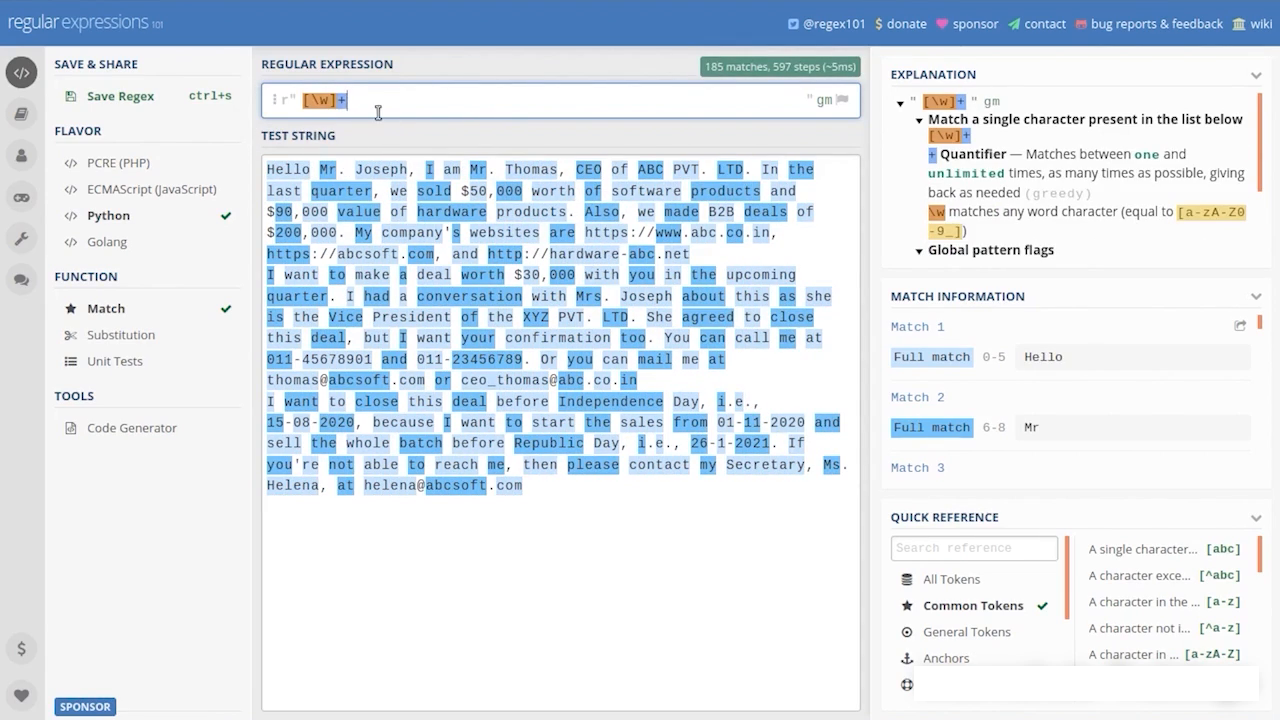 regular expressions 101
@regex101
donate
sponsor
contact
bug reports & feedback
wiki
SAVE & SHARE
Save Regex ctrl+s
FLAVOR
PCRE (PHP)
ECMAScript (JavaScript)
Python
Golang
FUNCTION
Match
Substitution
Unit Tests
TOOLS
Code Generator
SPONSOR
REGULAR EXPRESSION
185 matches, 597 steps (~5ms)
r" [\w]+ " gm
TEST STRING
Hello Mr. Joseph, I am Mr. Thomas, CEO of ABC PVT. LTD. In the
last quarter, we sold $50,000 worth of software products and
$90,000 value of hardware products. Also, we made B2B deals of
$200,000. My company's websites are https://www.abc.co.in,
https://abcsoft.com, and http://hardware-abc.net
I want to make a deal worth $30,000 with you in the upcoming
quarter. I had a conversation with Mrs. Joseph about this as she
is the Vice President of the XYZ PVT. LTD. She agreed to close
this deal, but I want your confirmation too. You can call me at
011-45678901 and 011-23456789. Or you can mail me at
thomas@abcsoft.com or ceo_thomas@abc.co.in
I want to close this deal before Independence Day, i.e.,
15-08-2020, because I want to start the sales from 01-11-2020 and
sell the whole batch before Republic Day, i.e., 26-1-2021. If
you're not able to reach me, then please contact my Secretary, Ms.
Helena, at helena@abcsoft.com
EXPLANATION
" [\w]+ " gm
Match a single character present in the list below
[\w]+
+ Quantifier — Matches between one and
unlimited times, as many times as possible, giving
back as needed (greedy)
\w matches any word character (equal to [a-zA-Z0
-9_])
Global pattern flags
MATCH INFORMATION
Match 1
Full match 0-5 Hello
Match 2
Full match 6-8 Mr
Match 3
QUICK REFERENCE
Search reference
All Tokens
Common Tokens
General Tokens
Anchors
A single character... [abc]
A character exce... [^abc]
A character in the ... [a-z]
A character not i... [^a-z]
A character in ... [a-zA-Z]